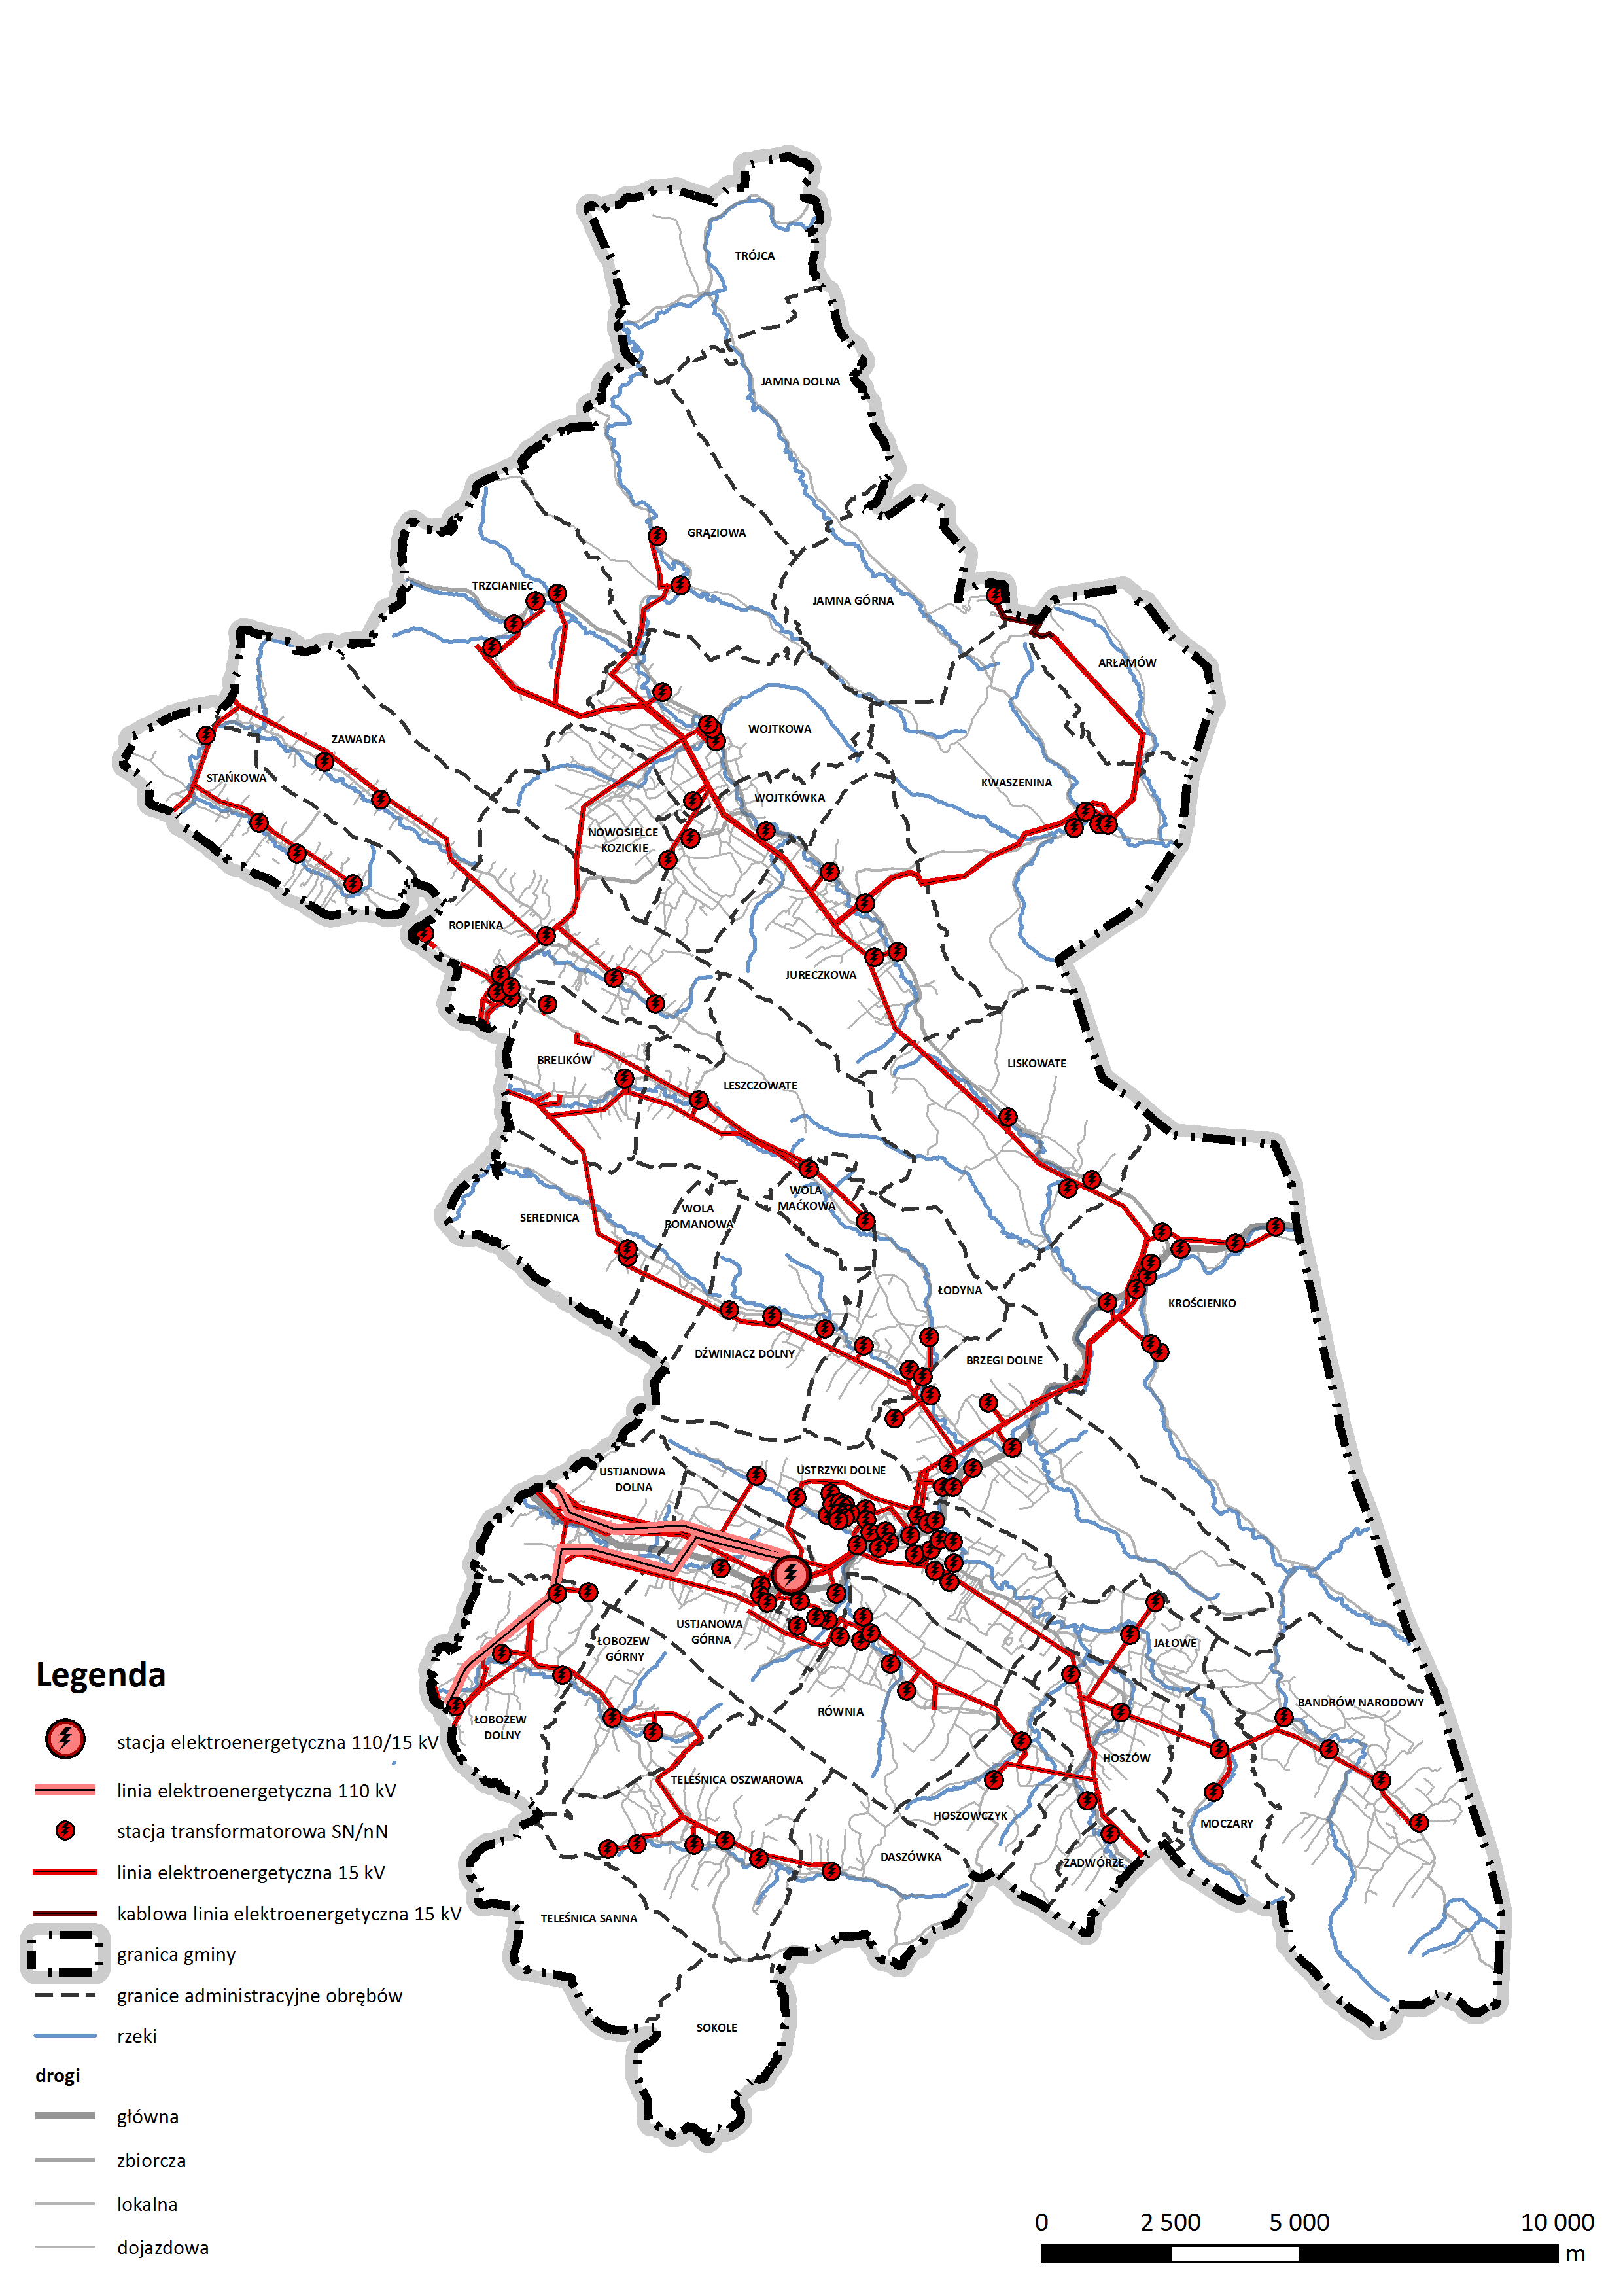 TRÓJCA
JAMNA DOLNA
GRĄZIOWA
TRZCIANIEC
JAMNA GÓRNA
ARŁAMÓW
WOJTKOWA
ZAWADKA
STAŃKOWA
KWASZENINA
WOJTKÓWKA
NOWOSIELCE
KOZICKIE
ROPIENKA
JURECZKOWA
BRELIKÓW
LISKOWATE
LESZCZOWATE
WOLA
MAĆKOWA
WOLA
ROMANOWA
SEREDNICA
ŁODYNA
KROŚCIENKO
DŹWINIACZ DOLNY
BRZEGI DOLNE
USTJANOWA
DOLNA
USTRZYKI DOLNE
USTJANOWA
GÓRNA
ŁOBOZEW
GÓRNY
JAŁOWE
BANDRÓW NARODOWY
RÓWNIA
ŁOBOZEW
DOLNY
HOSZÓW
TELEŚNICA OSZWAROWA
HOSZOWCZYK
MOCZARY
DASZÓWKA
ZADWÓRZE
TELEŚNICA SANNA
SOKOLE
Legenda
stacja elektroenergetyczna 110/15 kV
linia elektroenergetyczna 110 kV
stacja transformatorowa SN/nN
linia elektroenergetyczna 15 kV
kablowa linia elektroenergetyczna 15 kV
granica gminy
granice administracyjne obrębów
rzeki
drogi
główna
zbiorcza
lokalna
dojazdowa
0 2 500 5 000 10 000
m